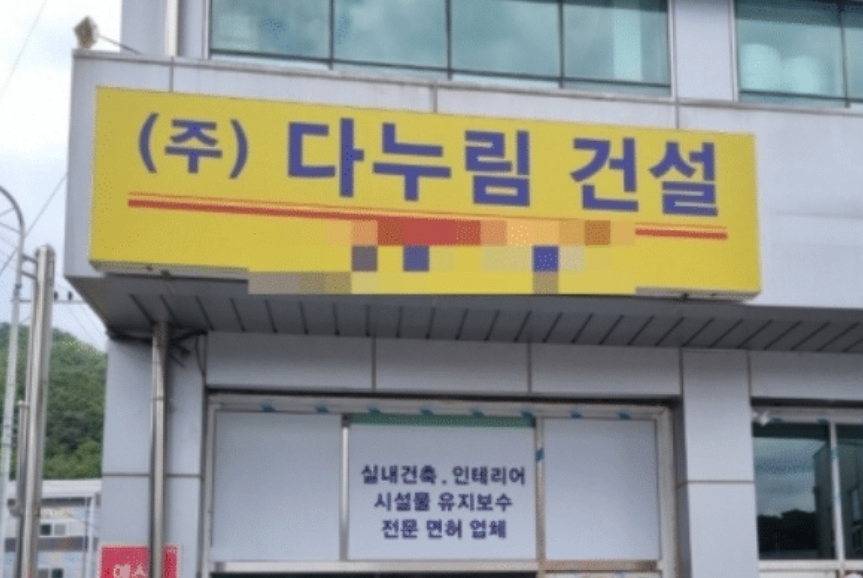 (주) 다누림 건설
실내건축 . 인테리어
시설물 유지보수
전문 면허 업체